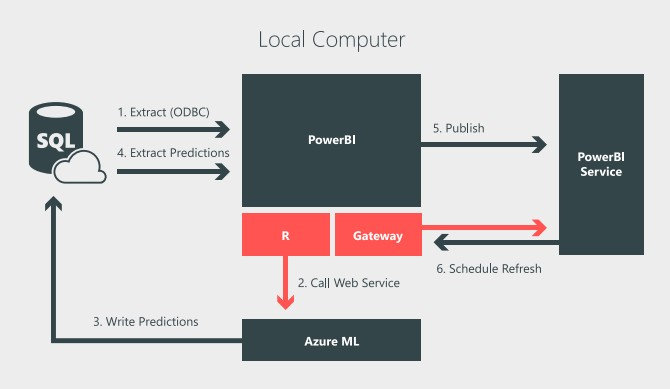 Local Computer
SQL
1. Extract (ODBC)
4. Extract Predictions
PowerBI
5. Publish
PowerBI
Service
R
Gateway
6. Schedule Refresh
2. Call Web Service
3. Write Predictions
Azure ML